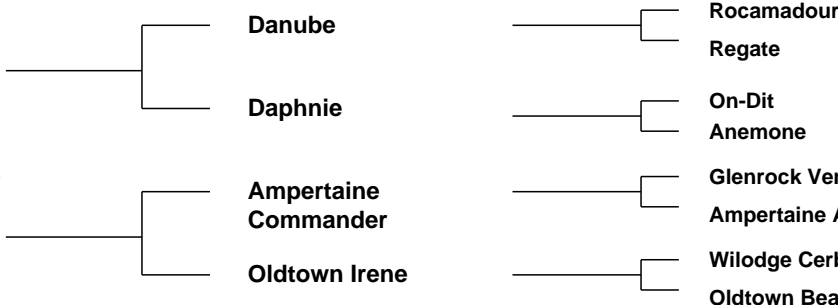 Danube
Daphnie
Ampertaine
Commander
Oldtown Irene
Rocamadour
Regate
On-Dit
Anemone
Glenrock
Ampertaine
Wilodge
Oldtown